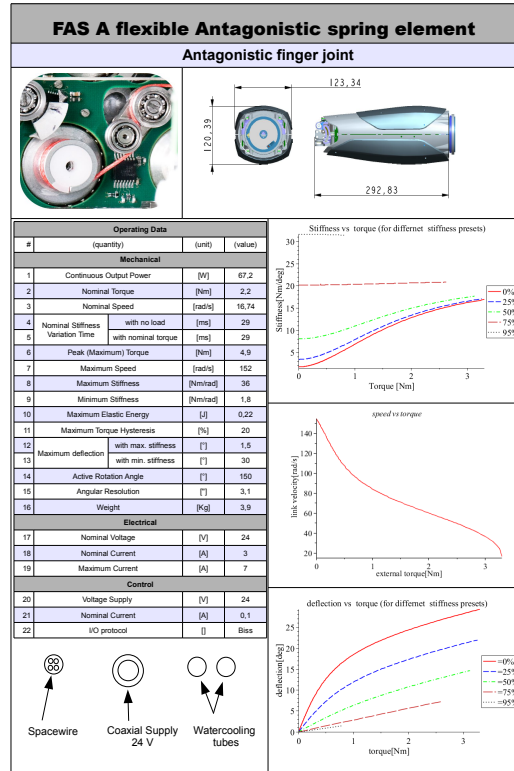 FAS A flexible Antagonistic spring element
Antagonistic finger joint
123,34
120,39
292,83
Operating Data
# (quantity) (unit) (value)
Mechanical
1 Continuous Output Power [W] 67,2
2 Nominal Torque [Nm] 2,2
3 Nominal Speed [rad/s] 16,74
4 Nominal Stiffness Variation Time with no load [ms] 29
5 with nominal torque [ms] 29
6 Peak (Maximum) Torque [Nm] 4,9
7 Maximum Speed [rad/s] 152
8 Maximum Stiffness [Nm/rad] 36
9 Minimum Stiffness [Nm/rad] 1,8
10 Maximum Elastic Energy [J] 0,22
11 Maximum Torque Hysteresis [%] 20
12 Maximum deflection with max. stiffness [°] 1,5
13 with min. stiffness [°] 30
14 Active Rotation Angle [°] 150
15 Angular Resolution [°] 3,1
16 Weight [Kg] 3,9
Electrical
17 Nominal Voltage [V] 24
18 Nominal Current [A] 3
19 Maximum Current [A] 7
Control
20 Voltage Supply [V] 24
21 Nominal Current [A] 0,1
22 I/O protocol [] Biss
Spacewire
Coaxial Supply
24 V
Watercooling
tubes
Stiffness vs torque (for differnet stiffness presets)
Stiffness[Nm/deg]
30
25
20
15
10
5
0 1 2 3
Torque [Nm]
0%
25%
50%
75%
95%
speed vs torque
link velocity[rad/s]
140
120
100
80
60
40
20
0 1 2 3
external torque[Nm]
deflection vs torque (for differnet stiffness presets)
deflection[deg]
25
20
15
10
5
0
0 1 2 3
torque[Nm]
=0%
=25%
=50%
=75%
=95%